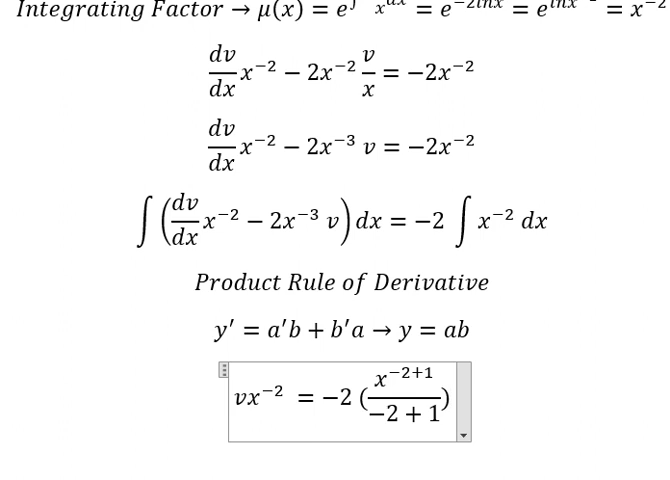 Integrating Factor → μ(x) = e^∫ x dx = e^−2lnx = e^lnx = x^−2
dv/dx x^−2 − 2x^−2 v/x = −2x^−2
dv/dx x^−2 − 2x^−3 v = −2x^−2
∫ (dv/dx x^−2 − 2x^−3 v) dx = −2 ∫ x^−2 dx
Product Rule of Derivative
y′ = a′b + b′a → y = ab
vx^−2 = −2 (x^−2+1/−2 + 1)